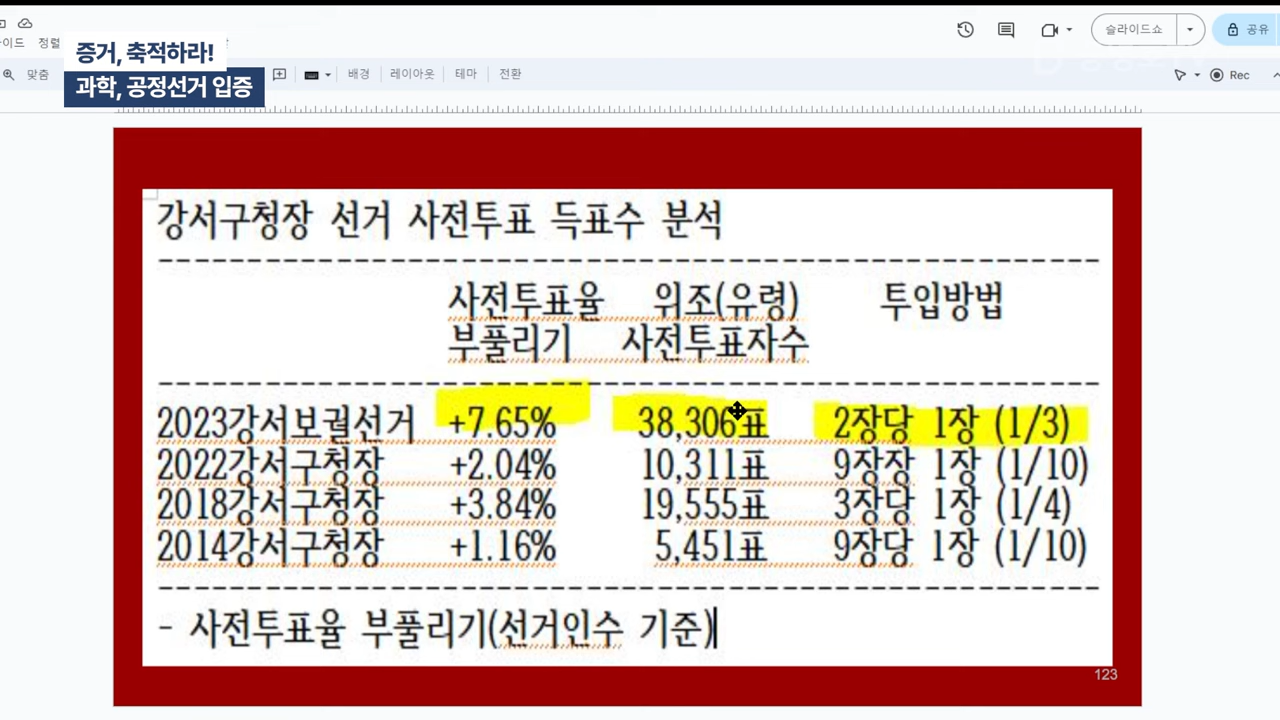 증거, 축적하라!
과학, 공정선거 입증
이드 정렬
맞춤
배경 레이아웃 테마 전환
슬라이드쇼
공유
Rec
강서구청장 선거 사전투표 득표수 분석
사전투표율 위조(유령) 투입방법
부풀리기 사전투표자수
2023강서보궐선거 +7.65% 38,306표 2장당 1장 (1/3)
2022강서구청장 +2.04% 10,311표 9장장 1장 (1/10)
2018강서구청장 +3.84% 19,555표 3장당 1장 (1/4)
2014강서구청장 +1.16% 5,451표 9장당 1장 (1/10)
- 사전투표율 부풀리기(선거인수 기준)
123